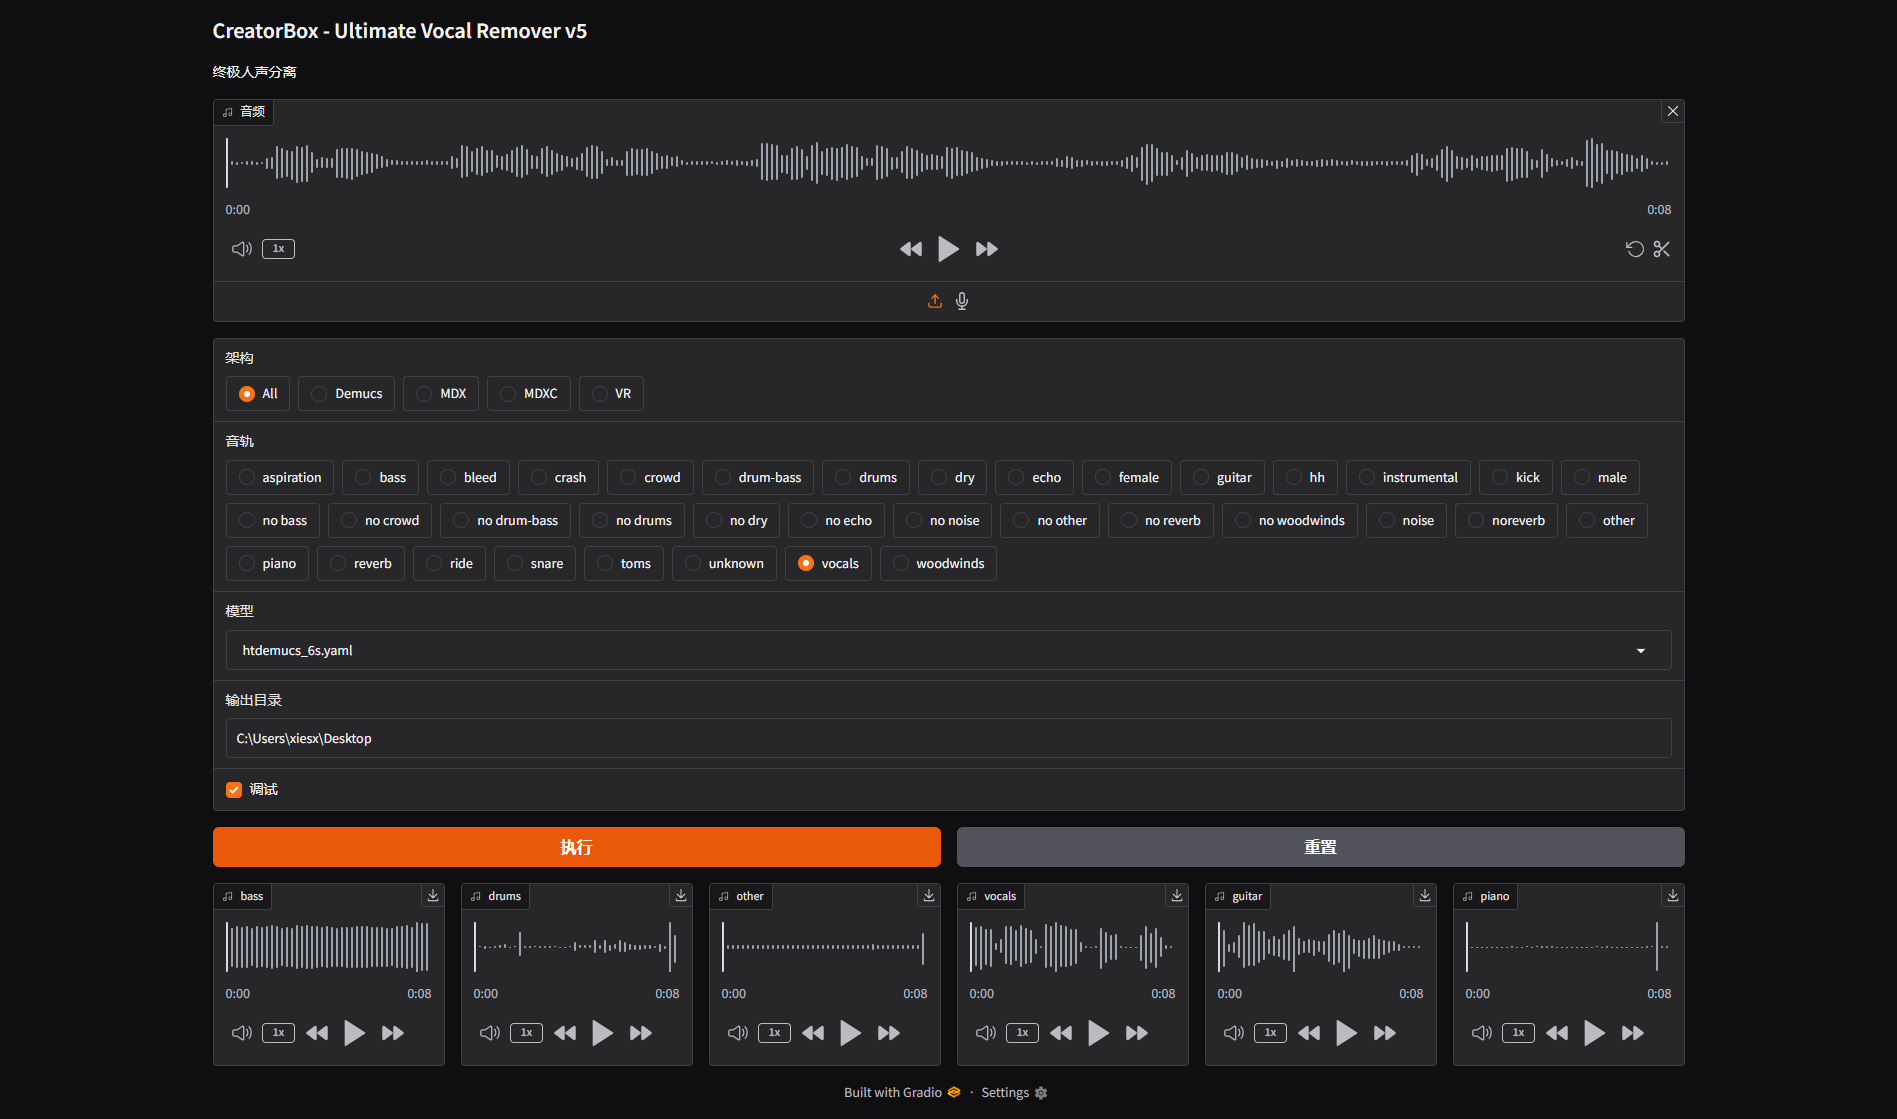 CreatorBox - Ultimate Vocal Remover v5
终极人声分离
音频
0:00 0:08
1x
架构
All Demucs MDX MDXC VR
音轨
aspiration bass bleed crash crowd drum-bass drums dry echo female guitar hh instrumental kick male
no bass no crowd no drum-bass no drums no dry no echo no noise no other no reverb no woodwinds noise noreverb other
piano reverb ride snare toms unknown vocals woodwinds
模型
htdemucs_6s.yaml
输出目录
C:\Users\xiesx\Desktop
调试
执行 重置
bass drums other vocals guitar piano
0:00 0:08 0:00 0:08 0:00 0:08 0:00 0:08 0:00 0:08 0:00 0:08
1x 1x 1x 1x 1x 1x
Built with Gradio · Settings